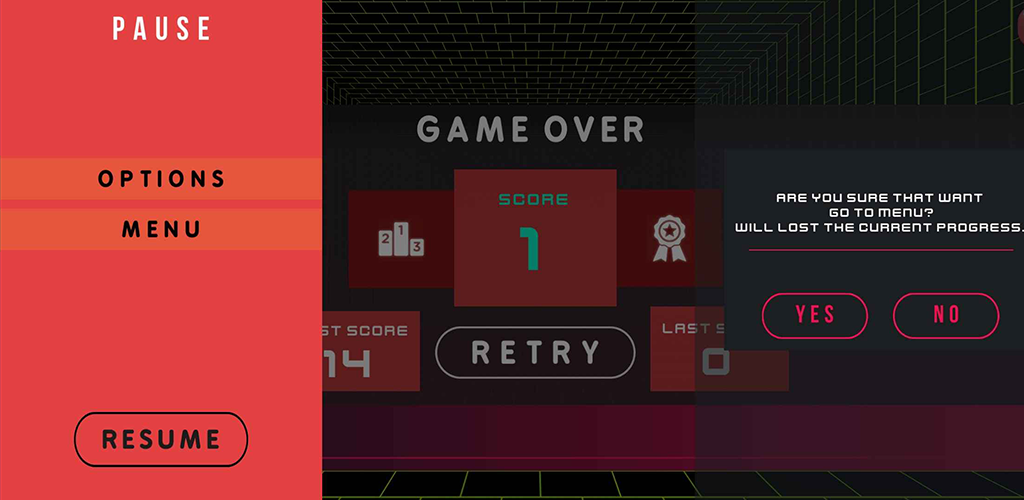 PAUSE
OPTIONS
MENU
RESUME
GAME OVER
SCORE
1
2 1 3
ST SCORE
14
RETRY
LAST S
0
ARE YOU SURE THAT WANT
GO TO MENU?
WILL LOST THE CURRENT PROGRESS.
YES
NO